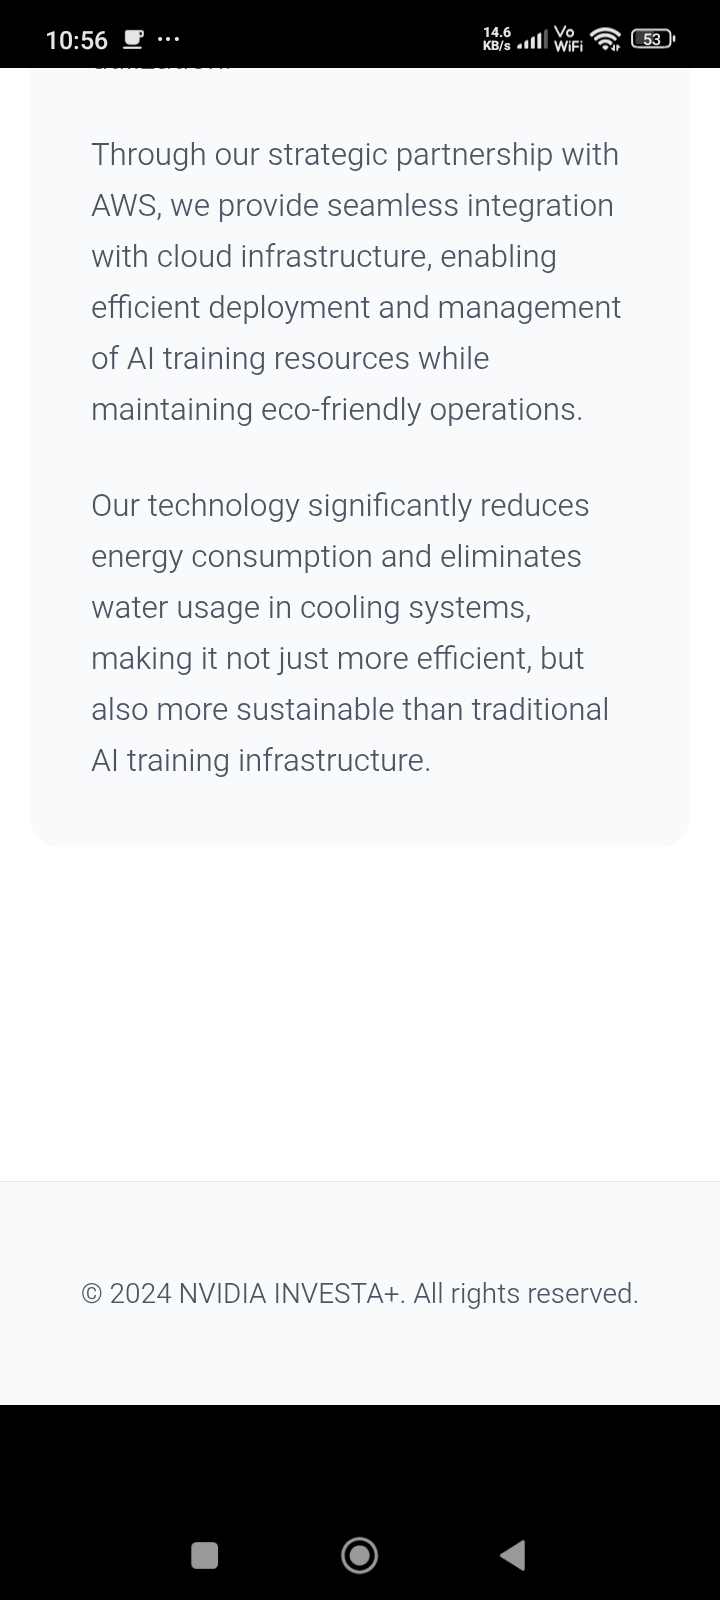 10:56
14.6
KB/s
Vo
WiFi
53
Through our strategic partnership with
AWS, we provide seamless integration
with cloud infrastructure, enabling
efficient deployment and management
of AI training resources while
maintaining eco-friendly operations.
Our technology significantly reduces
energy consumption and eliminates
water usage in cooling systems,
making it not just more efficient, but
also more sustainable than traditional
AI training infrastructure.
© 2024 NVIDIA INVESTA+. All rights reserved.